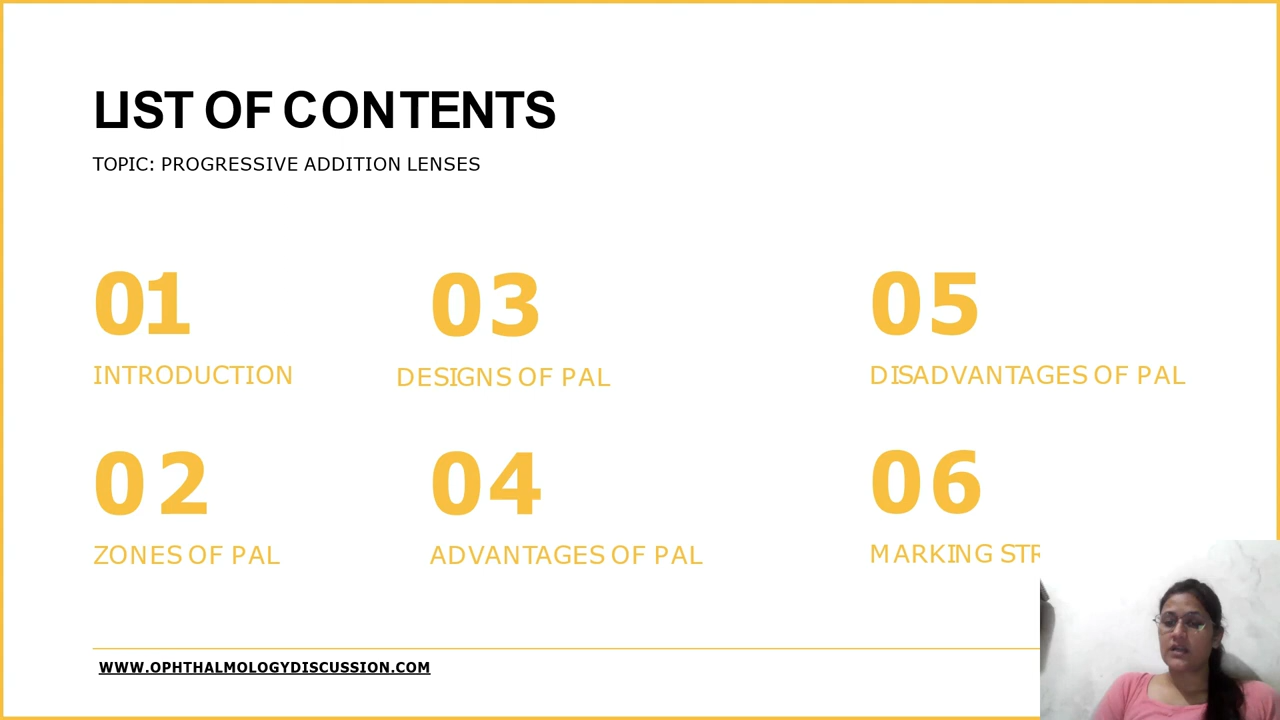 LIST OF CONTENTS
TOPIC: PROGRESSIVE ADDITION LENSES
01
INTRODUCTION
02
ZONES OF PAL
03
DESIGNS OF PAL
04
ADVANTAGES OF PAL
05
DISADVANTAGES OF PAL
06
MARKING
WWW.OPHTHALMOLOGYDISCUSSION.COM